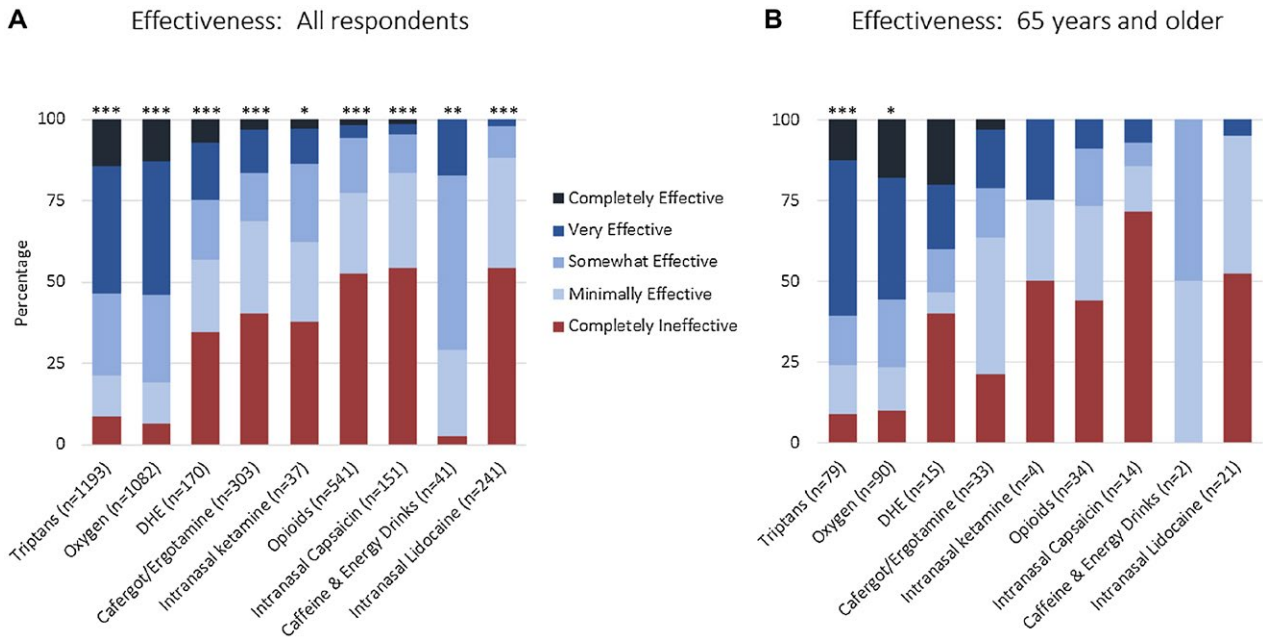 A
Effectiveness:  All respondents
*** *** *** *** * *** *** ** ***
Percentage
100
75
50
25
0
Triptans (n=1193)
Oxygen (n=1082)
DHE (n=170)
Cafergot/Ergotamine (n=303)
Intranasal ketamine (n=37)
Opioids (n=541)
Intranasal Capsaicin (n=151)
Caffeine & Energy Drinks (n=41)
Intranasal Lidocaine (n=241)
Completely Effective
Very Effective
Somewhat Effective
Minimally Effective
Completely Ineffective
B
Effectiveness:  65 years and older
*** *
100
75
50
25
0
Triptans (n=79)
Oxygen (n=90)
DHE (n=15)
Cafergot/Ergotamine (n=33)
Intranasal ketamine (n=4)
Opioids (n=34)
Intranasal Capsaicin (n=14)
Caffeine & Energy Drinks (n=2)
Intranasal Lidocaine (n=21)